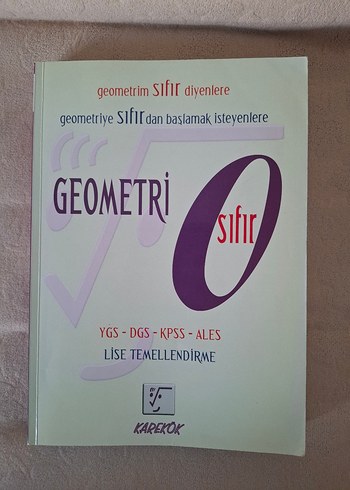 geometrim sıfır diyenlere
geometriye sıfırdan başlamak isteyenlere
GEOMETRİ
0
sıfır
YGS - DGS - KPSS - ALES
LİSE TEMELLENDİRME
KAREKÖK